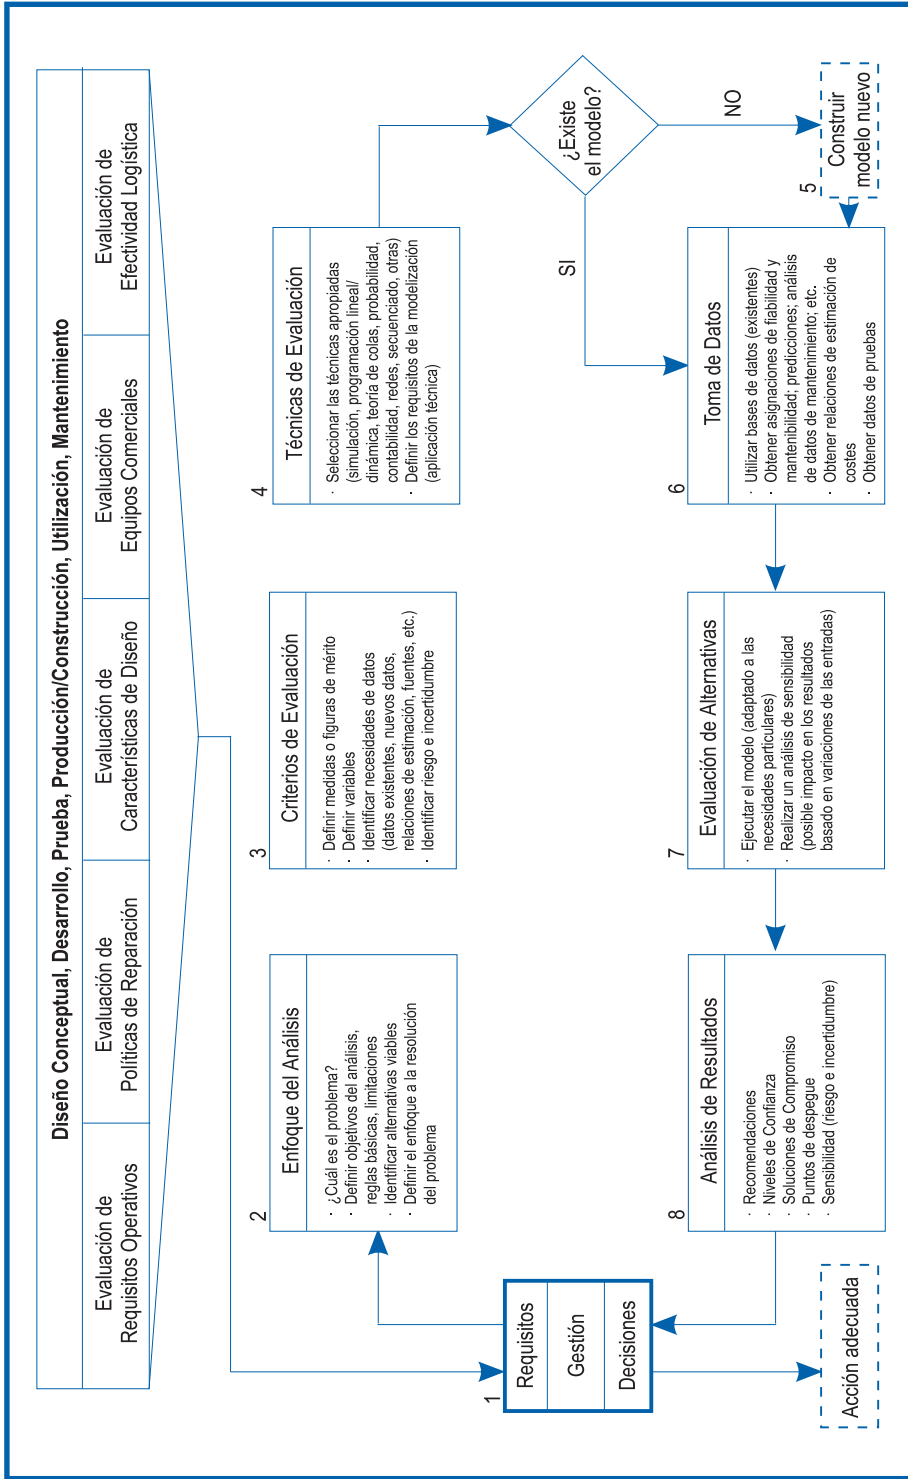 Diseño Conceptual, Desarrollo, Prueba, Producción/Construcción, Utilización, Mantenimiento
Evaluación de
Requisitos Operativos
Evaluación de
Políticas de Reparación
Evaluación de
Características de Diseño
Evaluación de
Equipos Comerciales
Evaluación de
Efectividad Logística
1
Requisitos
Gestión
Decisiones
2
Enfoque del Análisis
· ¿Cuál es el problema?
· Definir objetivos del análisis,
reglas básicas, limitaciones
· Identificar alternativas viables
· Definir el enfoque a la resolución
del problema
3
Criterios de Evaluación
· Definir medidas o figuras de mérito
· Definir variables
· Identificar necesidades de datos
(datos existentes, nuevos datos,
relaciones de estimación, fuentes, etc.)
· Identificar riesgo e incertidumbre
4
Técnicas de Evaluación
· Seleccionar las técnicas apropiadas
(simulación, programación lineal/
dinámica, teoría de colas, probabilidad,
contabilidad, redes, secuenciado, otras)
· Definir los requisitos de la modelización
(aplicación técnica)
¿Existe
el modelo?
SI
NO
5
Construir
modelo nuevo
6
Toma de Datos
· Utilizar bases de datos (existentes)
· Obtener asignaciones de fiabilidad y
mantenibilidad; predicciones; análisis
de datos de mantenimiento; etc.
· Obtener relaciones de estimación de
costes
· Obtener datos de pruebas
7
Evaluación de Alternativas
· Ejecutar el modelo (adaptado a las
necesidades particulares)
· Realizar un análisis de sensibilidad
(posible impacto en los resultados
basado en variaciones de las entradas)
8
Análisis de Resultados
· Recomendaciones
· Niveles de Confianza
· Soluciones de Compromiso
· Puntos de despegue
· Sensibilidad (riesgo e incertidumbre)
Acción adecuada